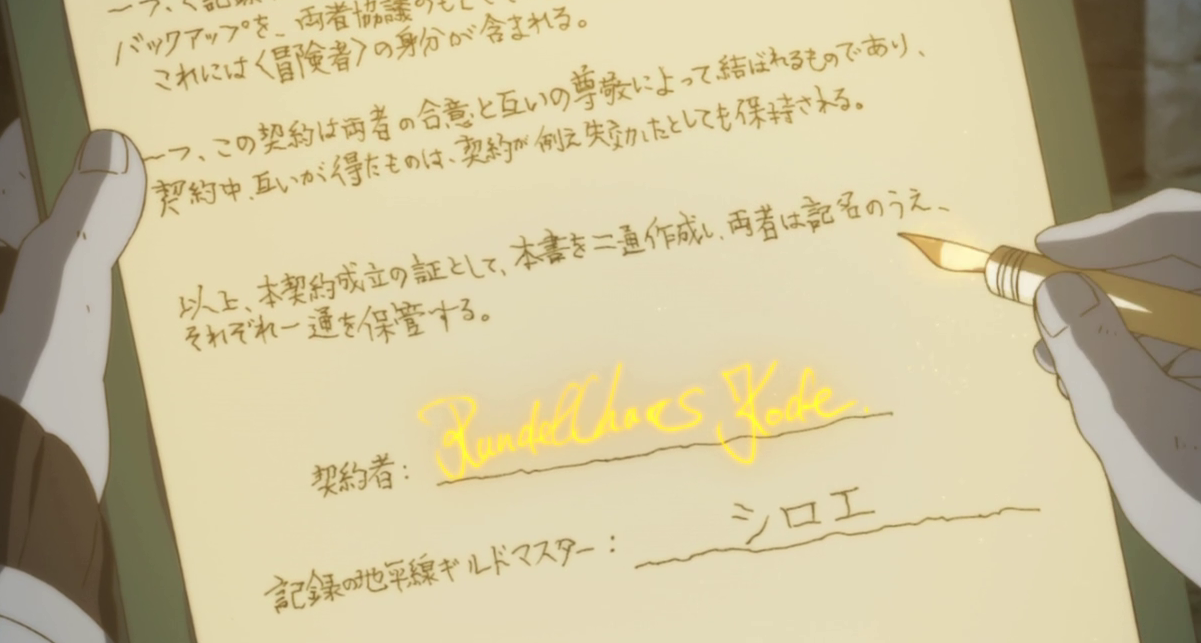 一つ、〈記録
バックアップを、両者協議のもと
これには〈冒険者〉の身分が含まれる。
一つ、この契約は両者の合意と互いの尊敬によって結ばれるものであり、
契約中、互いが得たものは、契約が例え失効したとしても保持される。
以上、本契約成立の証として、本書を二通作成し、両者は記名のうえ、
それぞれ一通を保管する。
契約者：RundelChaos Kode.
記録の地平線ギルドマスター：シロエ